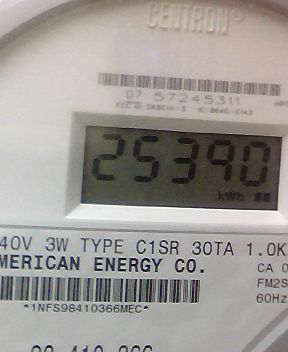 CENTRON®
07 57245311
25390
kWh
40V 3W TYPE C1SR 30TA 1.0K
MERICAN ENERGY CO.
CA 0
FM2S
60Hz
*1NFS98410366MEC*